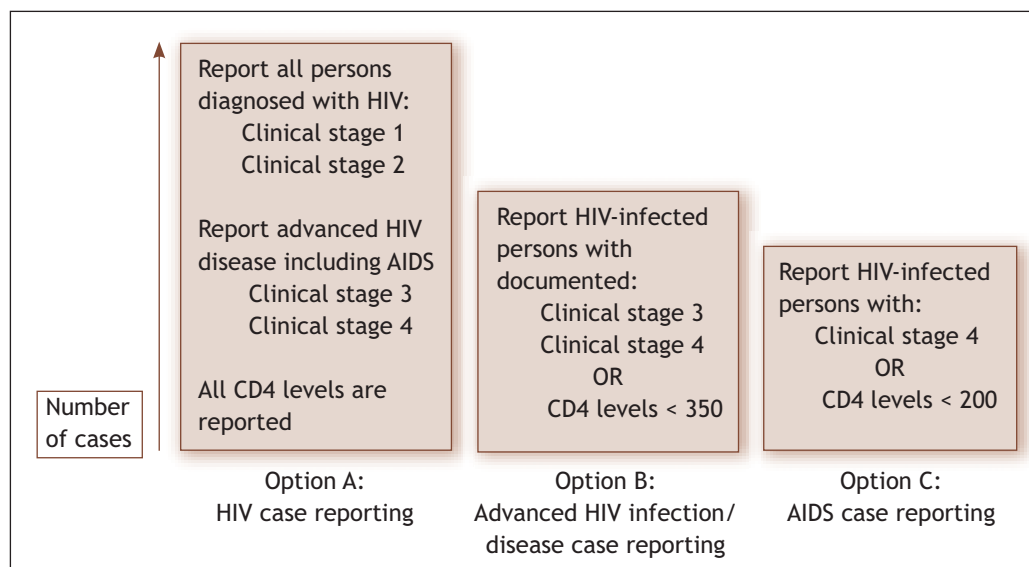 Report all persons
diagnosed with HIV:
Clinical stage 1
Clinical stage 2
Report advanced HIV
disease including AIDS
Clinical stage 3
Clinical stage 4
All CD4 levels are
reported
Report HIV-infected
persons with
documented:
Clinical stage 3
Clinical stage 4
OR
CD4 levels < 350
Report HIV-infected
persons with:
Clinical stage 4
OR
CD4 levels < 200
Number
of cases
Option A:
HIV case reporting
Option B:
Advanced HIV infection/
disease case reporting
Option C:
AIDS case reporting